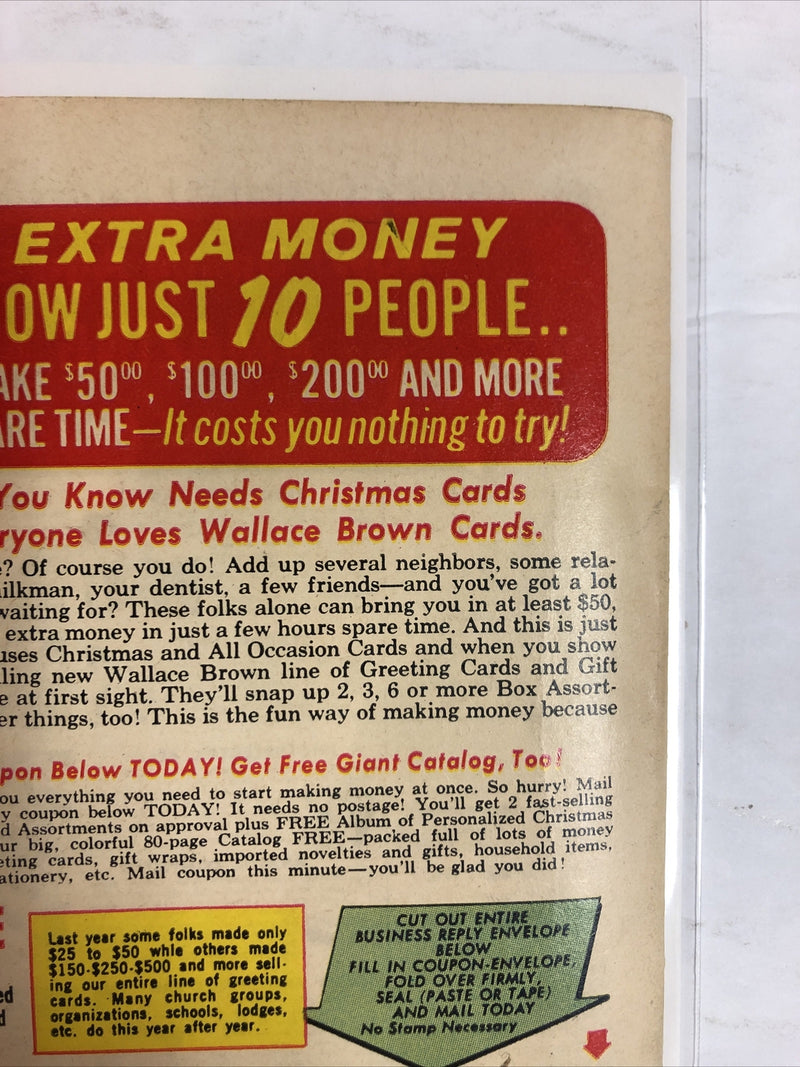 EXTRA MONEY
OW JUST 10 PEOPLE..
AKE $50.00, $100.00, $200.00 AND MORE
ARE TIME—It costs you nothing to try!
You Know Needs Christmas Cards
ryone Loves Wallace Brown Cards.
e? Of course you do! Add up several neighbors, some rela-
ilkman, your dentist, a few friends—and you've got a lot
waiting for? These folks alone can bring you in at least $50,
extra money in just a few hours spare time. And this is just
uses Christmas and All Occasion Cards and when you show
ling new Wallace Brown line of Greeting Cards and Gift
e at first sight. They'll snap up 2, 3, 6 or more Box Assort-
er things, too! This is the fun way of making money because
pon Below TODAY! Get Free Giant Catalog, Too!
ou everything you need to start making money at once. So hurry! Mail
y coupon below TODAY! It needs no postage! You'll get 2 fast-selling
d Assortments on approval plus FREE Album of Personalized Christmas
ur big, colorful 80-page Catalog FREE—packed full of lots of money
eting cards, gift wraps, imported novelties and gifts, household items,
ationery, etc. Mail coupon this minute—you'll be glad you did!
E
ed
d
Last year some folks made only
$25 to $50 while others made
$150-$250-$500 and more sell-
ing our entire line of greeting
cards. Many church groups,
organizations, schools, lodges,
etc. do this year after year.
CUT OUT ENTIRE
BUSINESS REPLY ENVELOPE
BELOW
FILL IN COUPON-ENVELOPE,
FOLD OVER FIRMLY,
SEAL (PASTE OR TAPE)
AND MAIL TODAY
No Stamp Necessary